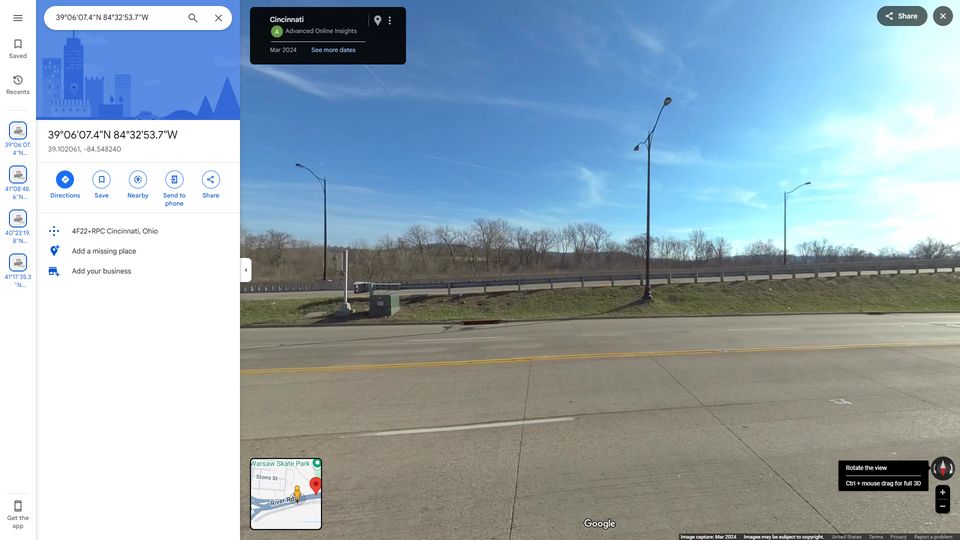 39°06'07.4"N 84°32'53.7"W
Saved
Recents
39°06'07.
4"N...
41°08'48.
6"N...
40°23'19.
8"N...
41°17'35.3
"N...
Get the
app
39°06'07.4"N 84°32'53.7"W
39.102061, -84.548240
Directions
Save
Nearby
Send to
phone
Share
4F22+RPC Cincinnati, Ohio
Add a missing place
Add your business
Cincinnati
A
Advanced Online Insights
Mar 2024
See more dates
Share
Warsaw Skate Park
Storrs St
River Rd
Google
Rotate the view
Ctrl + mouse drag for full 3D
Image capture: Mar 2024
Images may be subject to copyright.
United States
Terms
Privacy
Report a problem